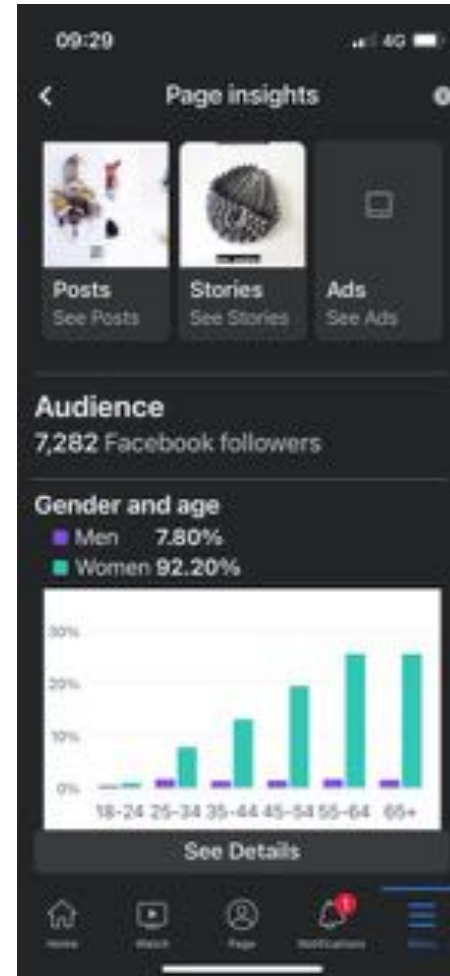 09:29
4G
Page insights
Posts
See Posts
Stories
See Stories
Ads
See Ads
Audience
7,282 Facebook followers
Gender and age
Men 7.80%
Women 92.20%
30%
20%
10%
0%
18-24 25-34 35-44 45-54 55-64 65+
See Details
1
Home Watch Page Notifications Menu